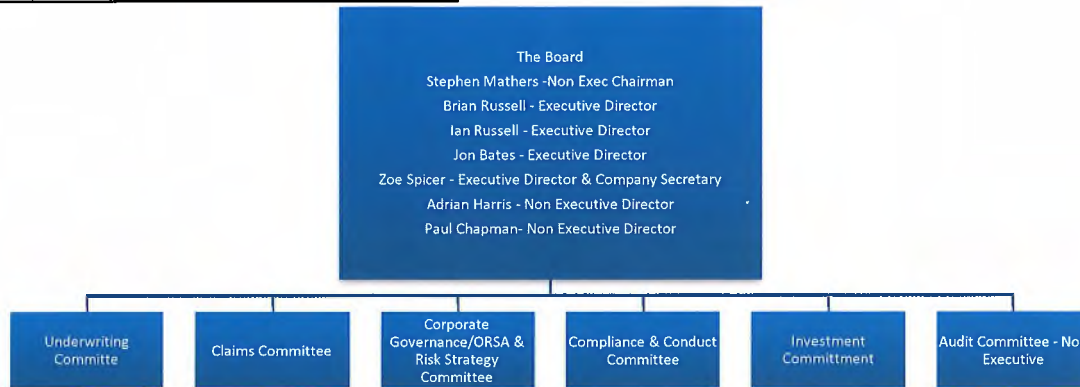 The Board
Stephen Mathers -Non Exec Chairman
Brian Russell - Executive Director
Ian Russell - Executive Director
Jon Bates - Executive Director
Zoe Spicer - Executive Director & Company Secretary
Adrian Harris - Non Executive Director
Paul Chapman- Non Executive Director
Underwriting
Committe
Claims Committee
Corporate
Governance/ORSA &
Risk Strategy
Committee
Compliance & Conduct
Committee
Investment
Committment
Audit Committee - No
Executive